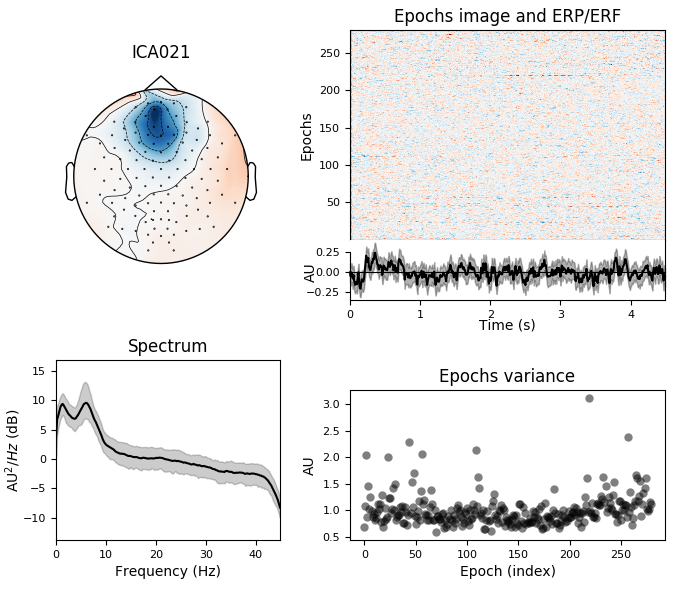 ICA021
Epochs image and ERP/ERF
Epochs
250
200
150
100
50
AU
0.25
0.00
−0.25
0 1 2 3 4
Time (s)
Spectrum
AU²/Hz (dB)
15
10
5
0
−5
−10
0 10 20 30 40
Frequency (Hz)
Epochs variance
AU
3.0
2.5
2.0
1.5
1.0
0.5
0 50 100 150 200 250
Epoch (index)